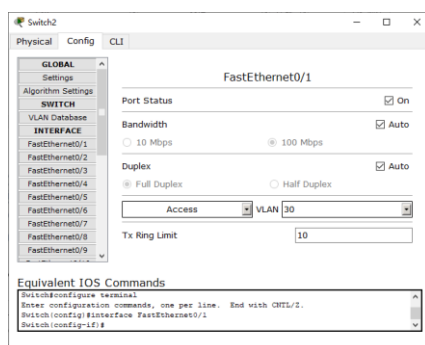 Switch2
Physical Config CLI
GLOBAL
Settings
Algorithm Settings
SWITCH
VLAN Database
INTERFACE
FastEthernet0/1
FastEthernet0/2
FastEthernet0/3
FastEthernet0/4
FastEthernet0/5
FastEthernet0/6
FastEthernet0/7
FastEthernet0/8
FastEthernet0/9
FastEthernet0/1
Port Status On
Bandwidth Auto
10 Mbps 100 Mbps
Duplex Auto
Full Duplex Half Duplex
Access VLAN 30
Tx Ring Limit 10
Equivalent IOS Commands
Switch#configure terminal
Enter configuration commands, one per line. End with CNTL/Z.
Switch(config)#interface FastEthernet0/1
Switch(config-if)#